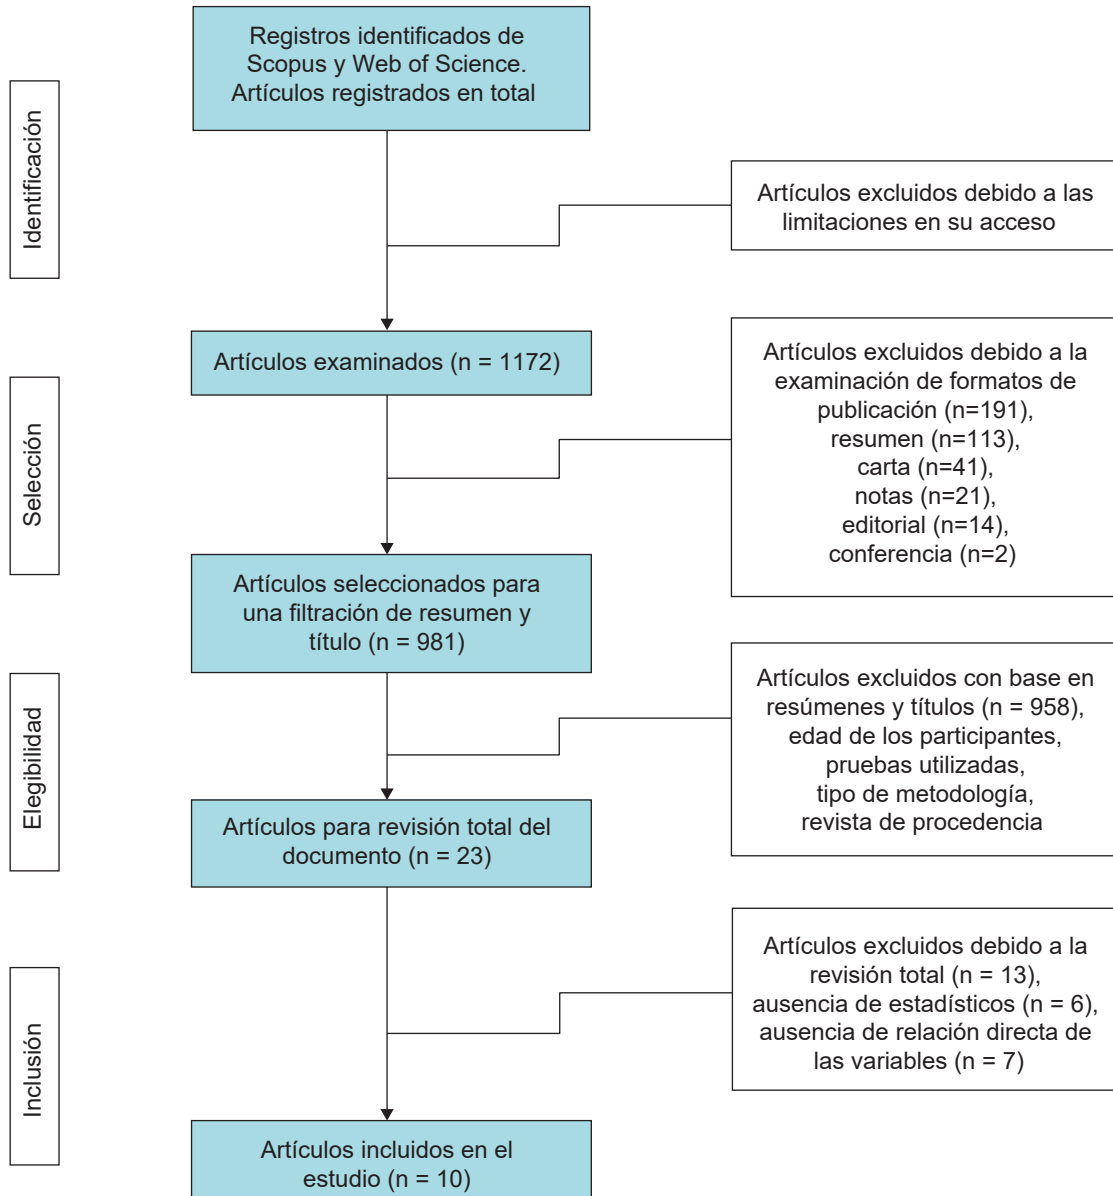 Identificación
Registros identificados de
Scopus y Web of Science.
Artículos registrados en total
Artículos excluidos debido a las
limitaciones en su acceso
Selección
Artículos examinados (n = 1172)
Artículos excluidos debido a la
examinación de formatos de
publicación (n=191),
resumen (n=113),
carta (n=41),
notas (n=21),
editorial (n=14),
conferencia (n=2)
Artículos seleccionados para
una filtración de resumen y
título (n = 981)
Elegibilidad
Artículos excluidos con base en
resúmenes y títulos (n = 958),
edad de los participantes,
pruebas utilizadas,
tipo de metodología,
revista de procedencia
Artículos para revisión total del
documento (n = 23)
Inclusión
Artículos excluidos debido a la
revisión total (n = 13),
ausencia de estadísticos (n = 6),
ausencia de relación directa de
las variables (n = 7)
Artículos incluidos en el
estudio (n = 10)